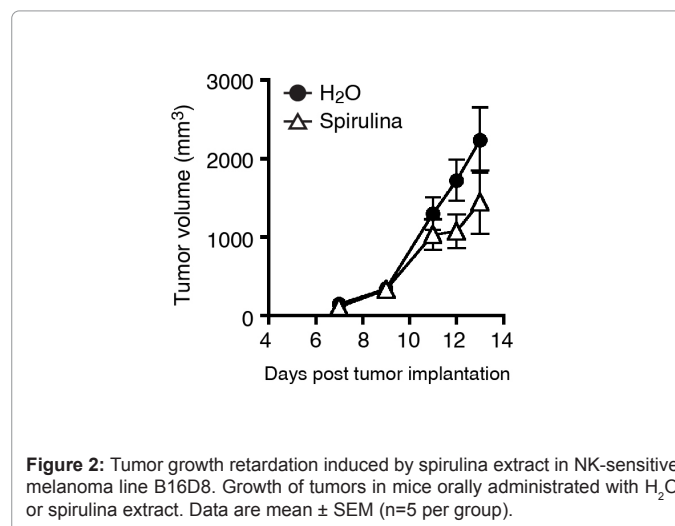 3000
H₂O
Spirulina
2000
1000
0
Tumor volume (mm³)
4 6 8 10 12 14
Days post tumor implantation
Figure 2: Tumor growth retardation induced by spirulina extract in NK-sensitive
melanoma line B16D8. Growth of tumors in mice orally administrated with H₂O
or spirulina extract. Data are mean ± SEM (n=5 per group).